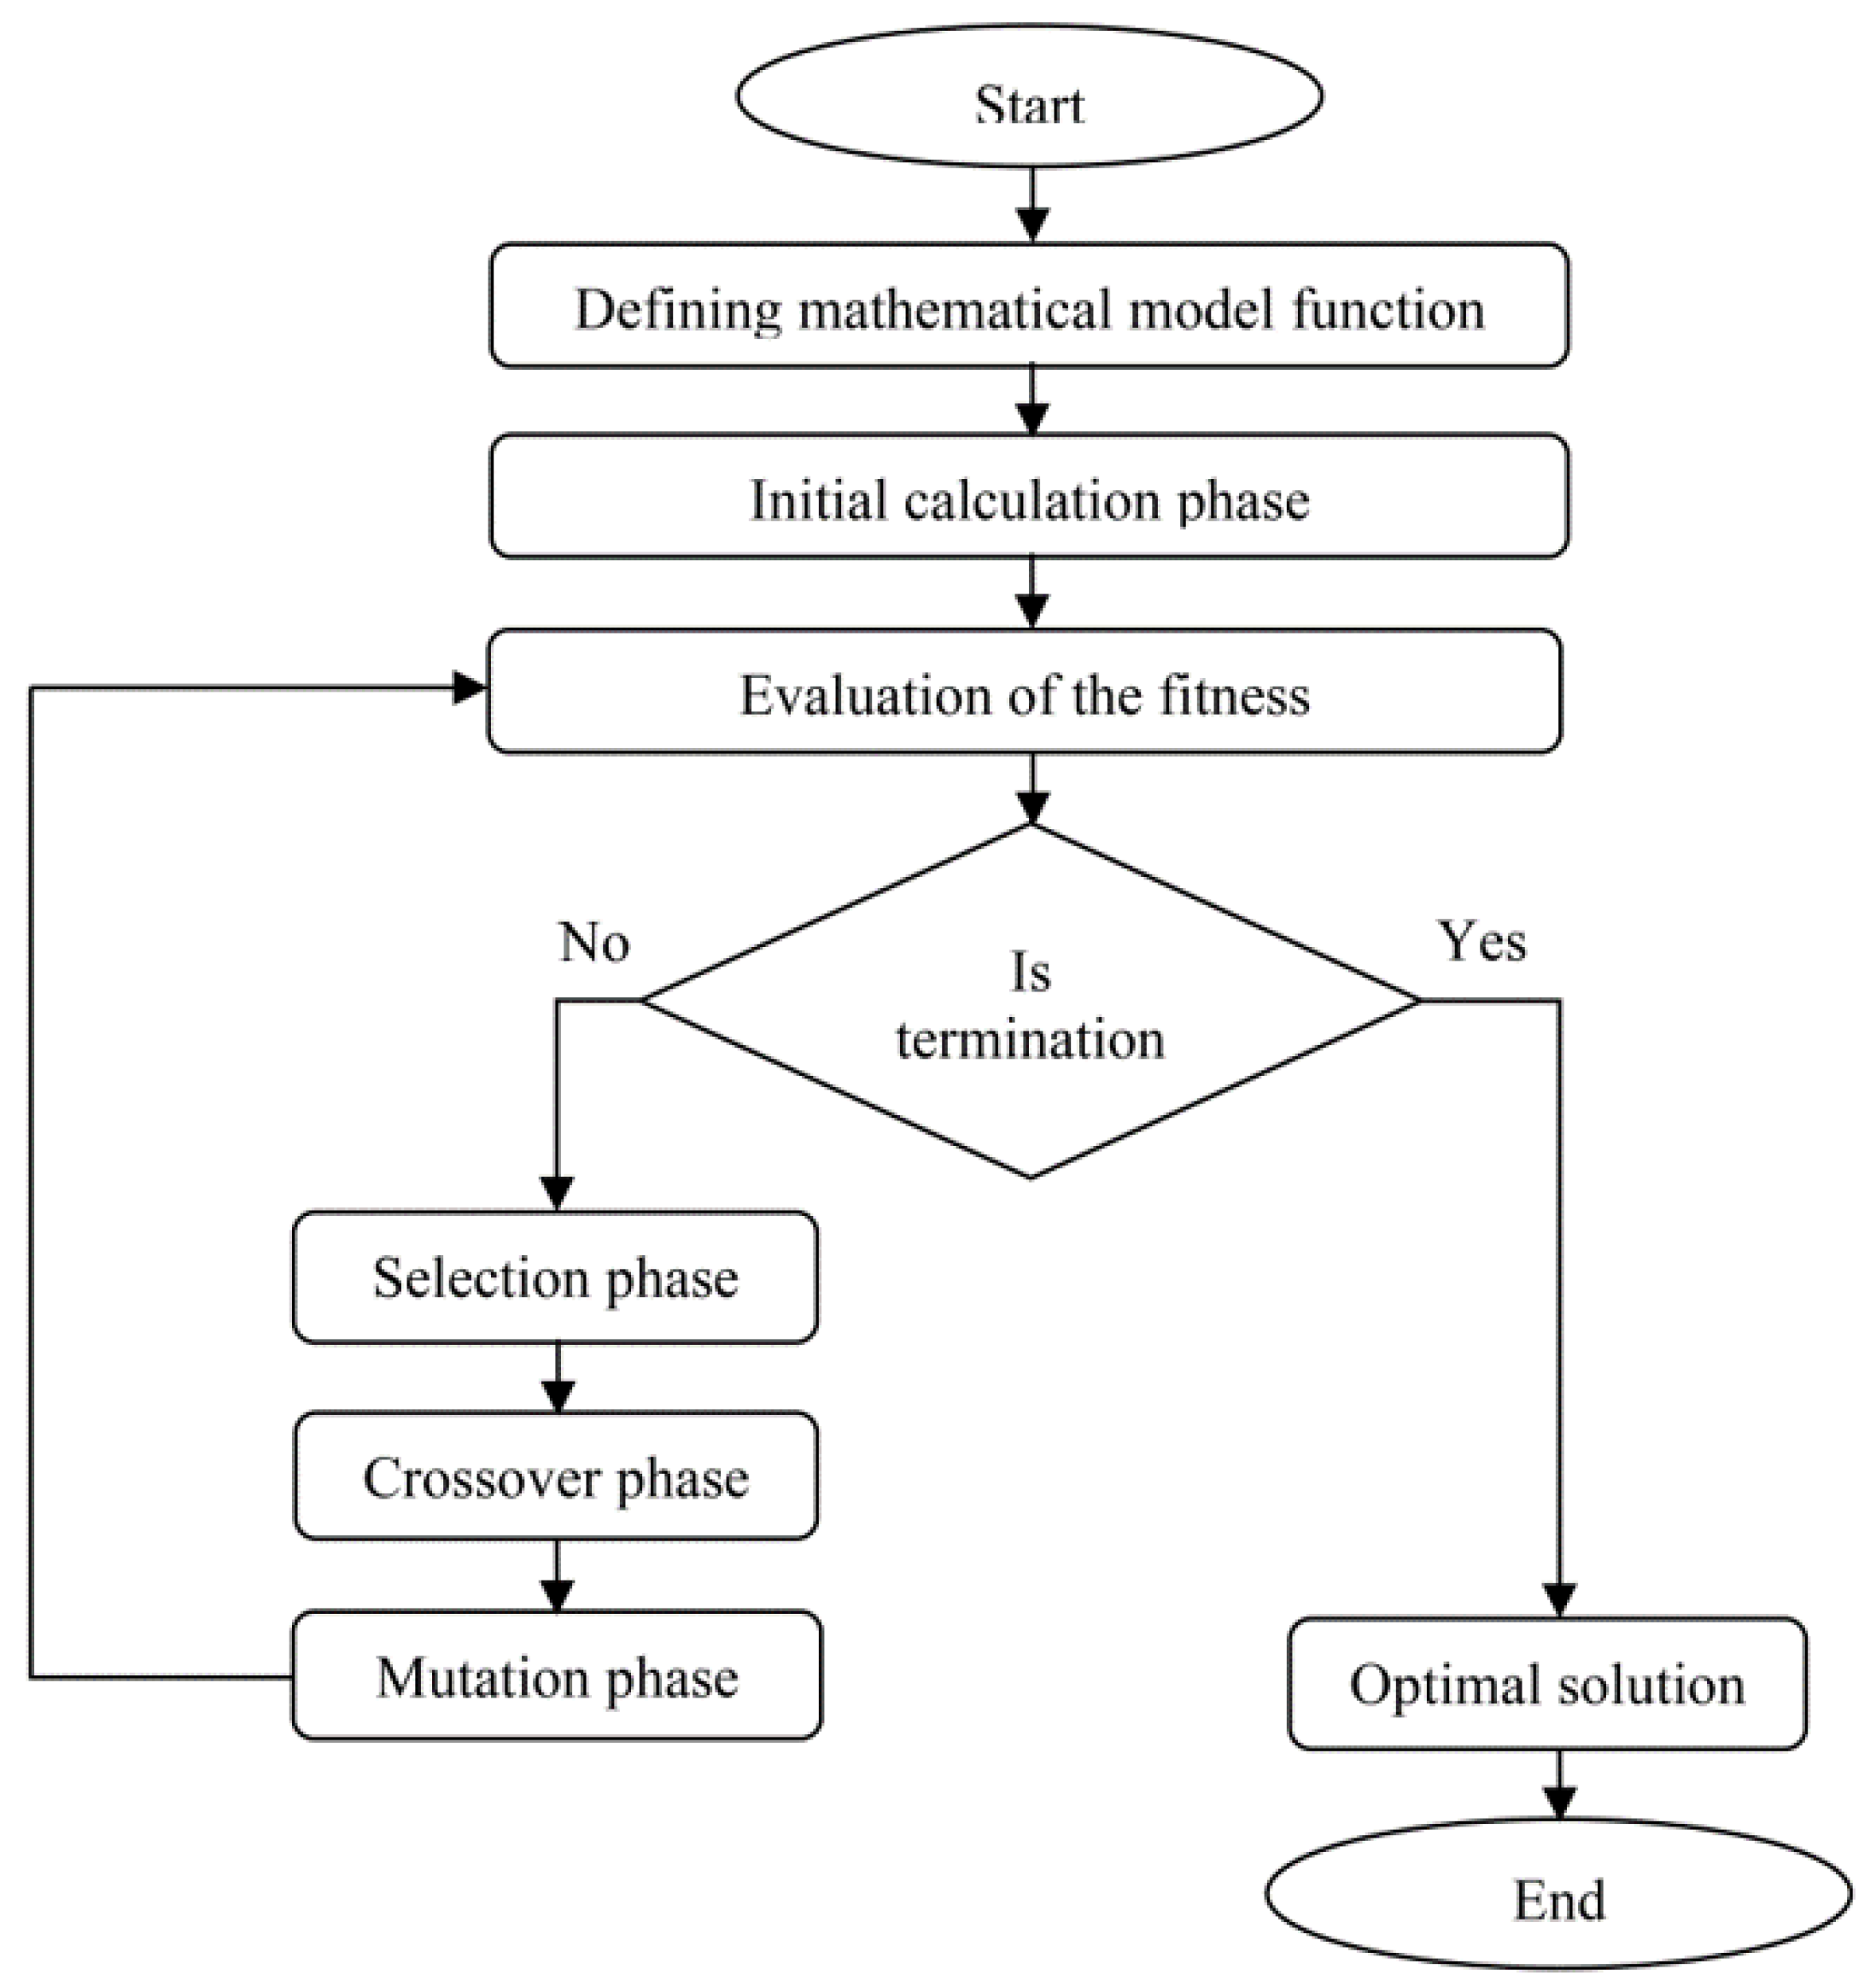 Start
Defining mathematical model function
Initial calculation phase
Evaluation of the fitness
No
Yes
Is
termination
Selection phase
Crossover phase
Mutation phase
Optimal solution
End